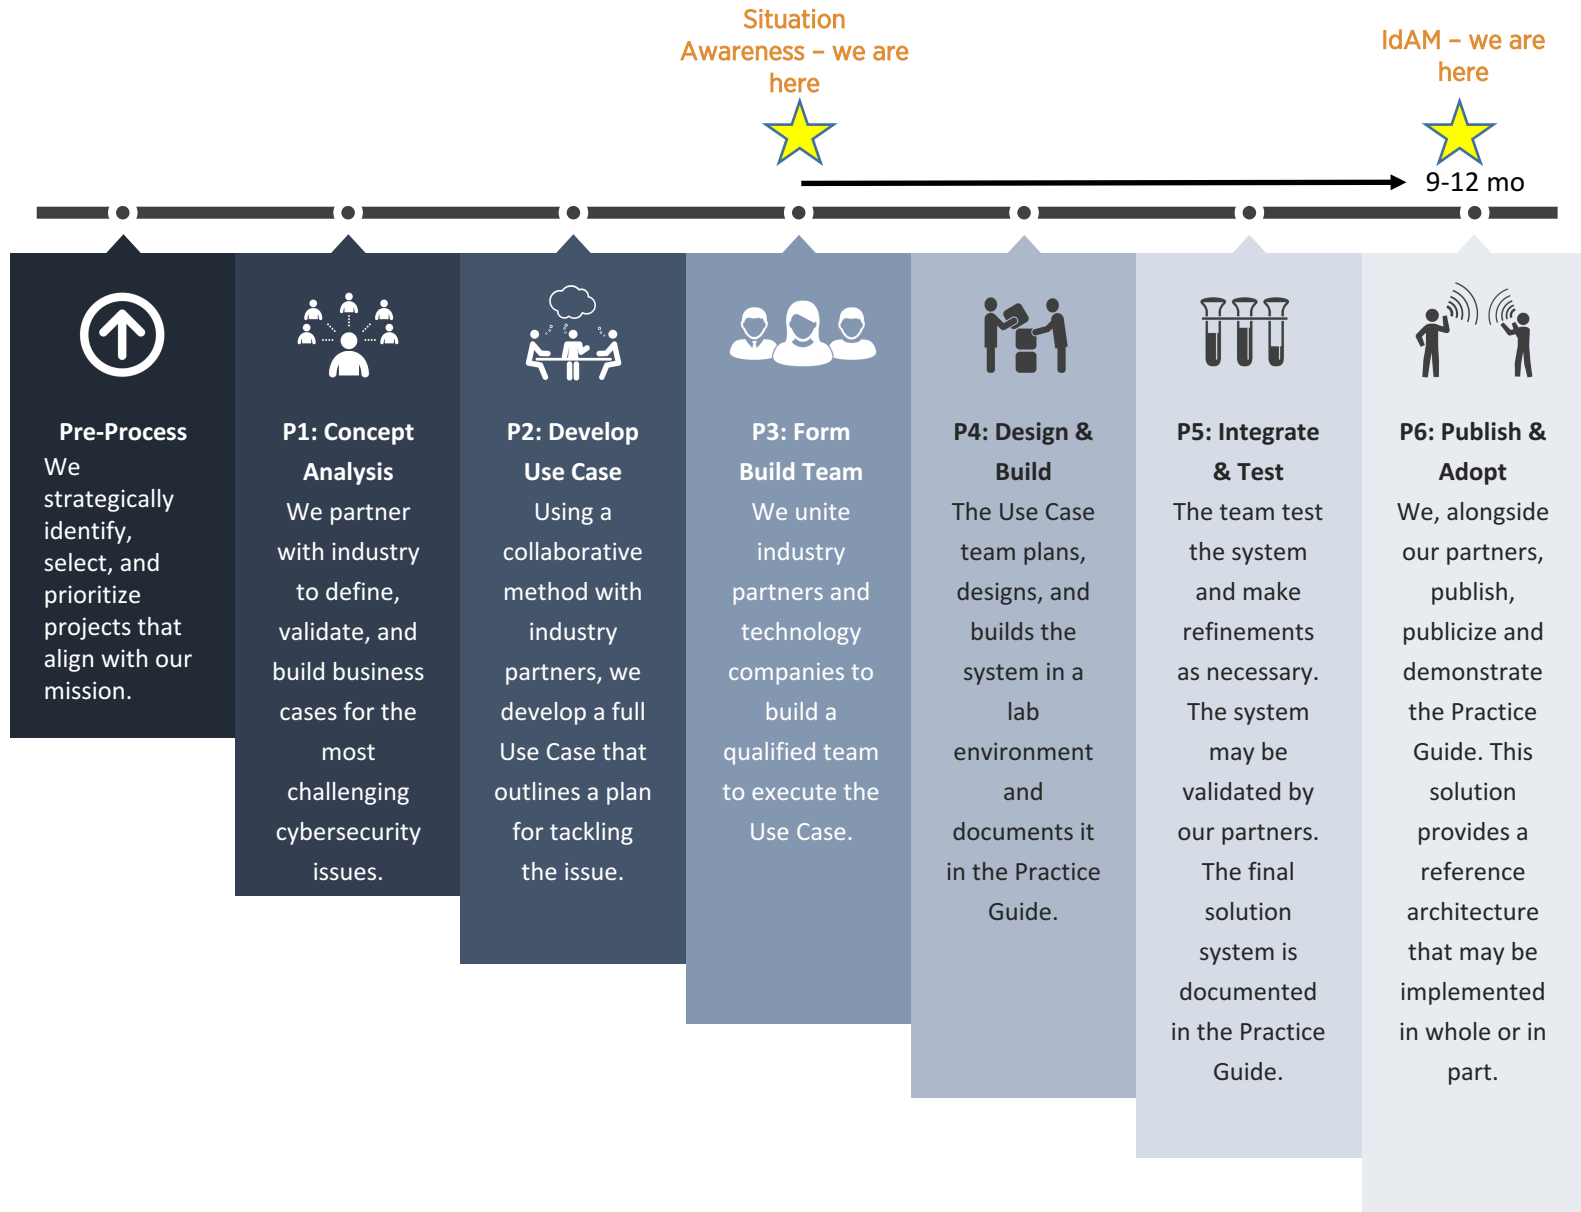 Situation
Awareness – we are
here
IdAM – we are
here
9-12 mo
Pre-Process
We
strategically
identify,
select, and
prioritize
projects that
align with our
mission.
P1: Concept
Analysis
We partner
with industry
to define,
validate, and
build business
cases for the
most
challenging
cybersecurity
issues.
P2: Develop
Use Case
Using a
collaborative
method with
industry
partners, we
develop a full
Use Case that
outlines a plan
for tackling
the issue.
P3: Form
Build Team
We unite
industry
partners and
technology
companies to
build a
qualified team
to execute the
Use Case.
P4: Design &
Build
The Use Case
team plans,
designs, and
builds the
system in a
lab
environment
and
documents it
in the Practice
Guide.
P5: Integrate
& Test
The team test
the system
and make
refinements
as necessary.
The system
may be
validated by
our partners.
The final
solution
system is
documented
in the Practice
Guide.
P6: Publish &
Adopt
We, alongside
our partners,
publish,
publicize and
demonstrate
the Practice
Guide. This
solution
provides a
reference
architecture
that may be
implemented
in whole or in
part.